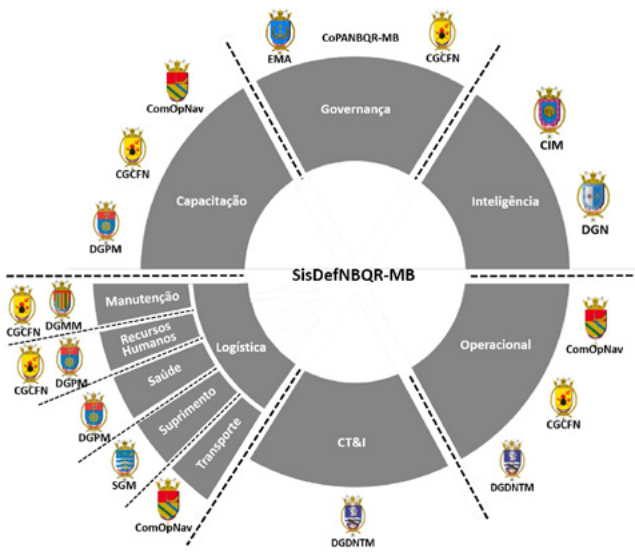 CoPANBQR-MB
EMA
CGCFN
Governança
ComOpNav
CGCFN
DGPM
Capacitação
CIM
DGN
Inteligência
SisDefNBQR-MB
Manutenção
CGCFN
DGMM
Recursos
Humanos
CGCFN
DGPM
Saúde
DGPM
Suprimento
SGM
Transporte
ComOpNav
Logística
Operacional
ComOpNav
CGCFN
DGDNTM
CT&I
DGDNTM